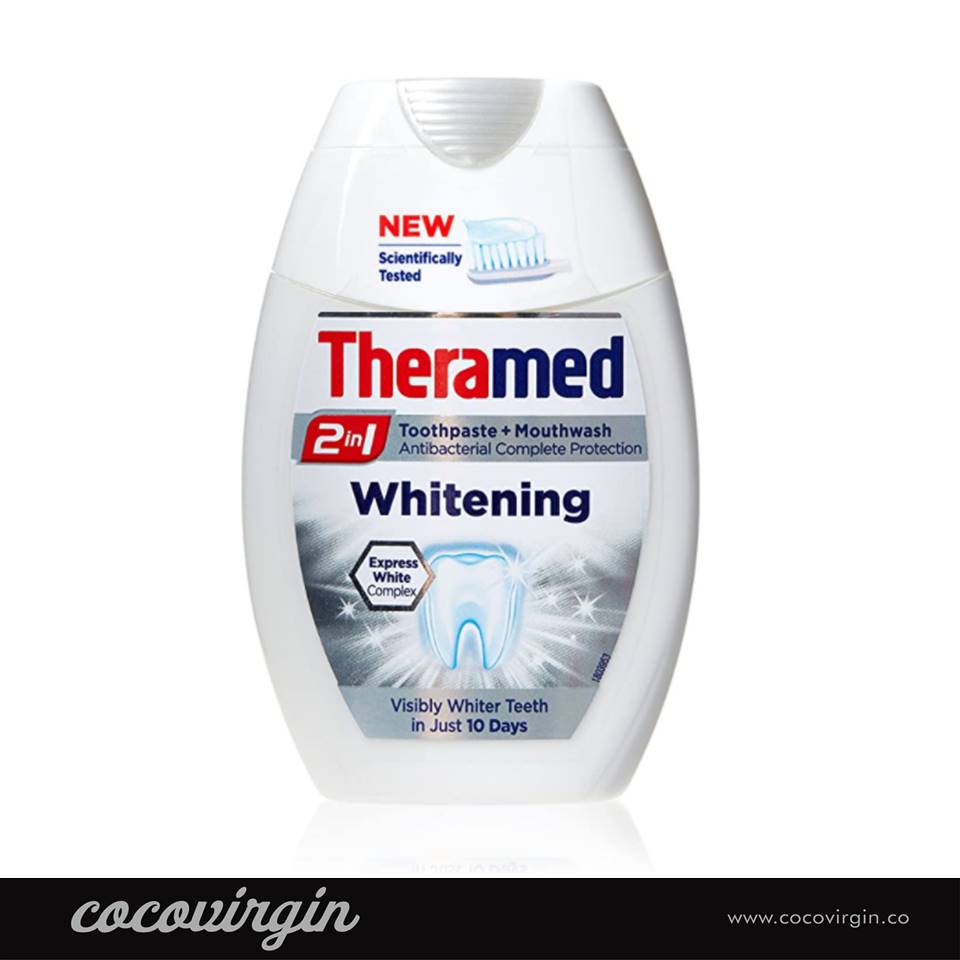 NEW
Scientifically
Tested
Theramed
2in1
Toothpaste + Mouthwash
Antibacterial Complete Protection
Whitening
Express
White
Complex
1803953
Visibly Whiter Teeth
in Just 10 Days
cocovirgin
www.cocovirgin.co